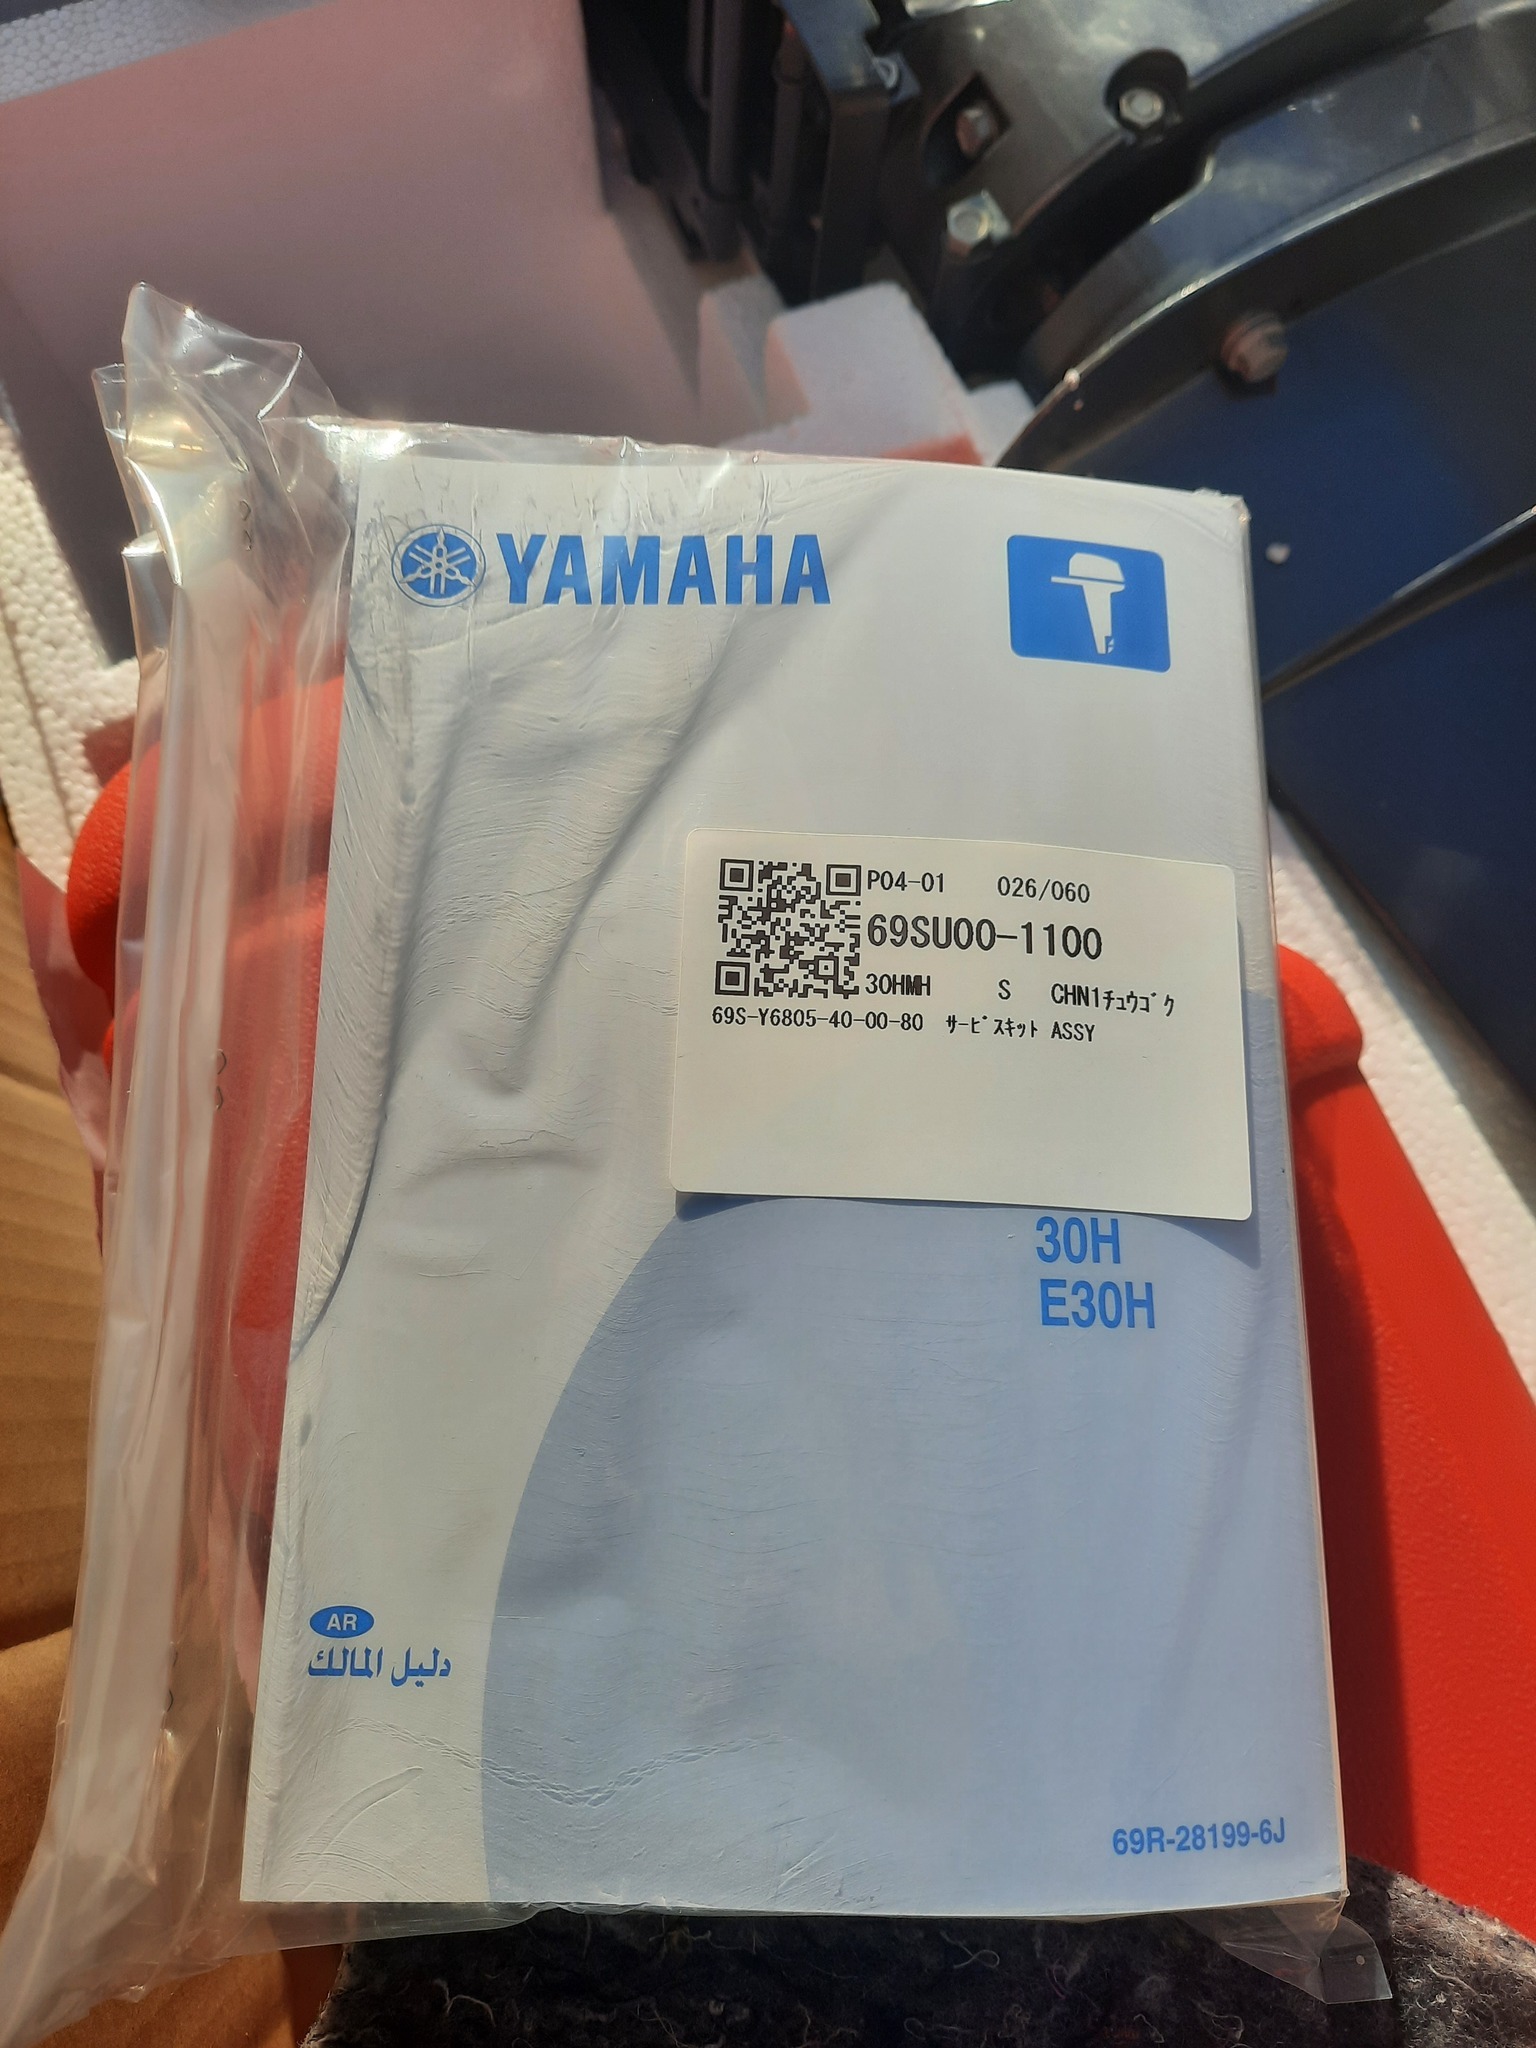 YAMAHA
P04-01 026/060
69SU00-1100
30HMH S CHN1ﾁｭｳｺﾞｸ
69S-Y6805-40-00-80 ｻｰﾋﾞｽｷｯﾄ ASSY
30H
E30H
AR
دليل المالك
69R-28199-6J